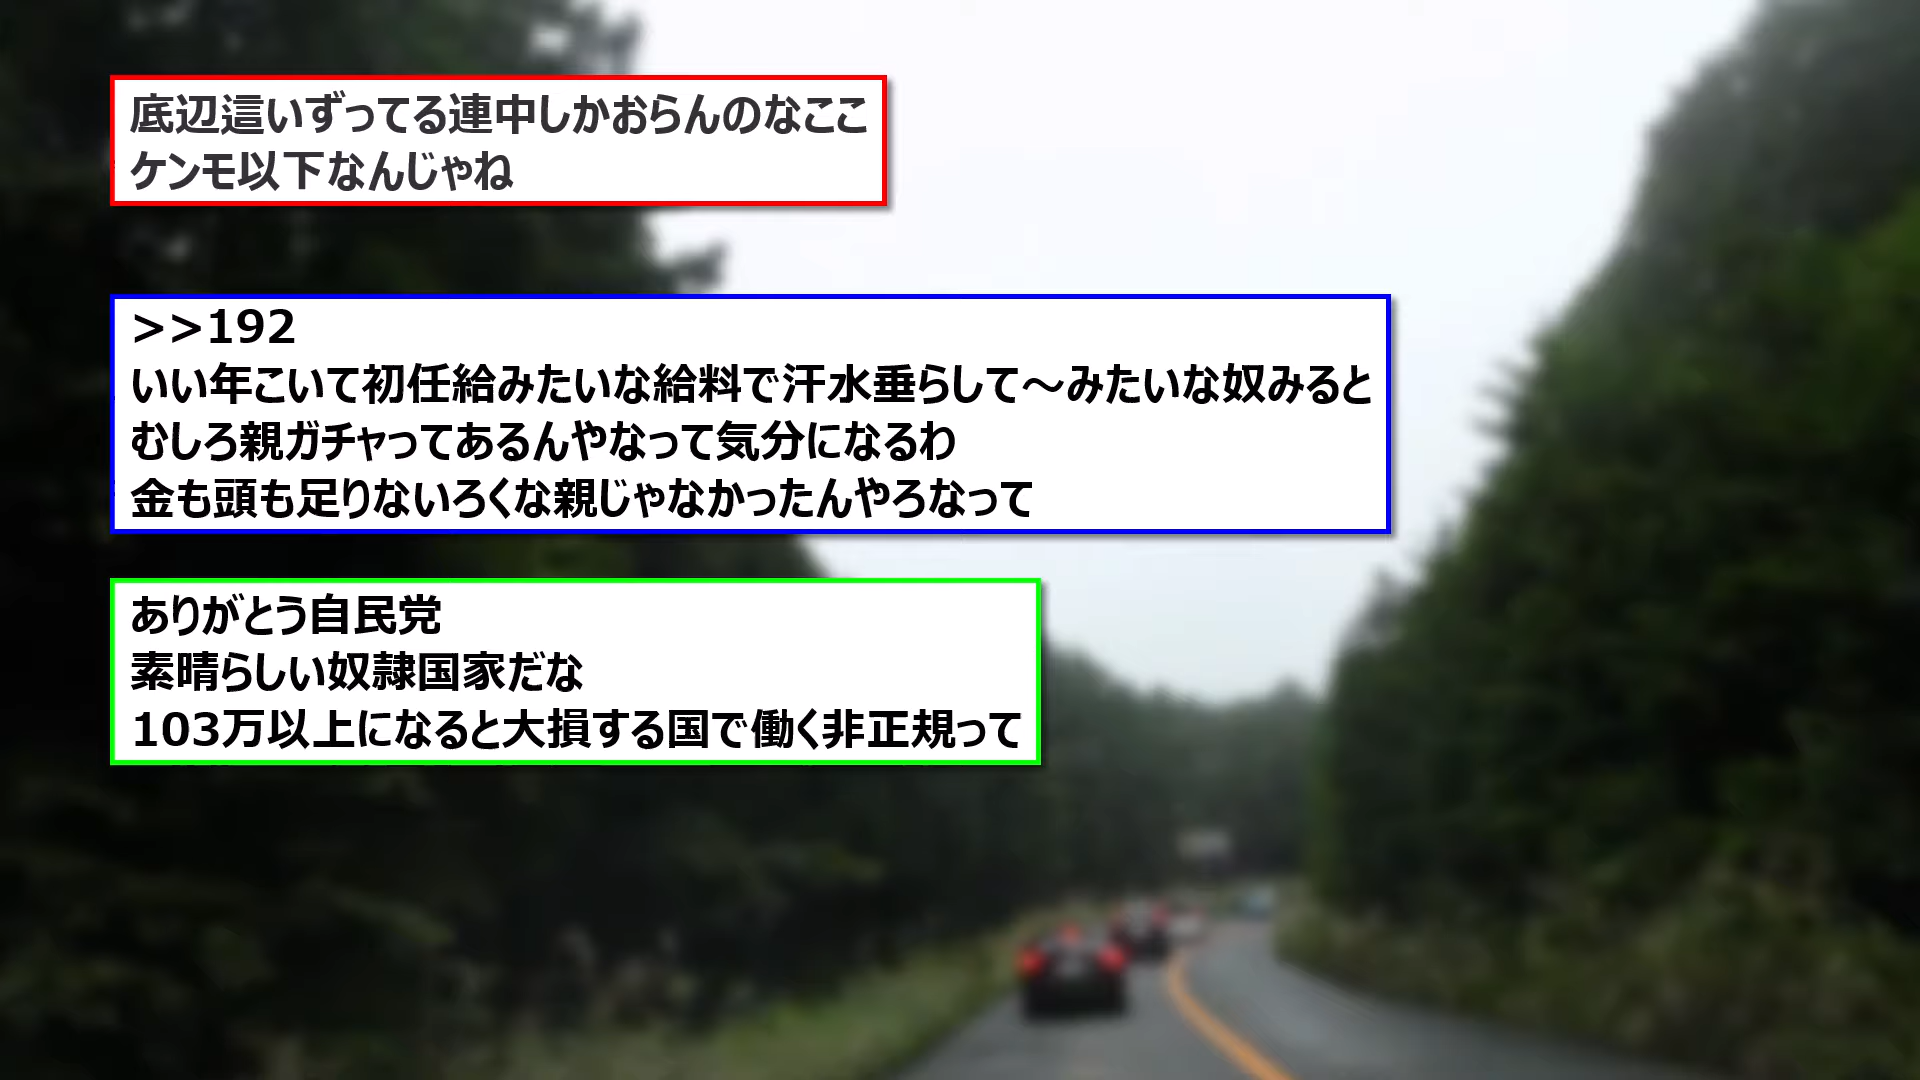 底辺這いずってる連中しかおらんのなここ
ケンモ以下なんじゃね
>>192
いい年こいて初任給みたいな給料で汗水垂らして～みたいな奴みると
むしろ親ガチャってあるんやなって気分になるわ
金も頭も足りないろくな親じゃなかったんやろなって
ありがとう自民党
素晴らしい奴隷国家だな
103万以上になると大損する国で働く非正規って